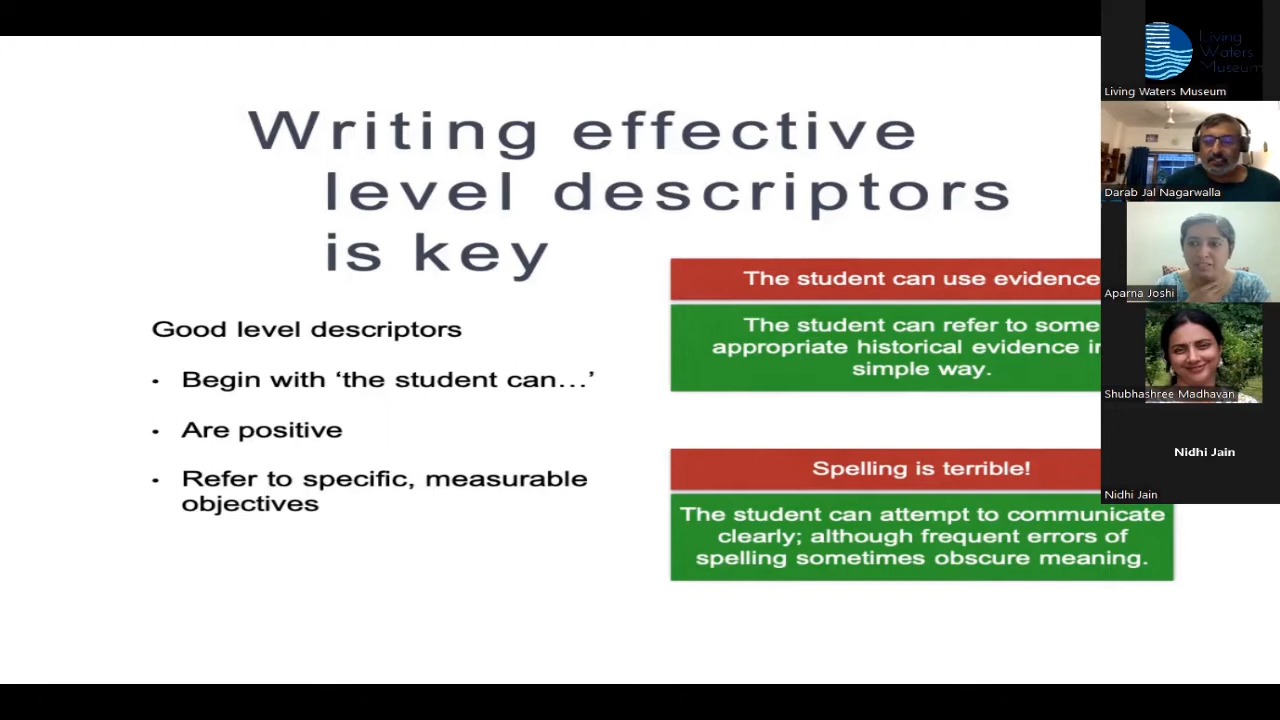 Writing effective
level descriptors
is key
Good level descriptors
• Begin with ‘the student can…’
• Are positive
• Refer to specific, measurable
objectives
The student can use evidence
The student can refer to some
appropriate historical evidence in
simple way.
Spelling is terrible!
The student can attempt to communicate
clearly; although frequent errors of
spelling sometimes obscure meaning.
Living
Waters
Museum
Living Waters Museum
Darab Jal Nagarwalla
Aparna Joshi
Shubhashree Madhavan
Nidhi Jain
Nidhi Jain